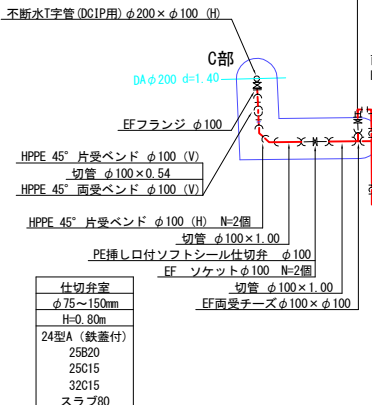 不断水T字管(DCIP用)φ200×φ100 (H)
C部
DAφ200 d=1.40
EFフランジ φ100
HPPE 45° 片受ベンド φ100 (V)
切管 φ100×0.54
HPPE 45° 両受ベンド φ100 (V)
HPPE 45° 片受ベンド φ100 (H) N=2個
切管 φ100×1.00
PE挿し口付ソフトシール仕切弁 φ100
EF ソケットφ100 N=2個
切管 φ100×1.00
EF両受チーズφ100×φ100
仕切弁室
φ75～150mm
H=0.80m
24型A (鉄蓋付)
25B20
25C15
32C15
スラブ80